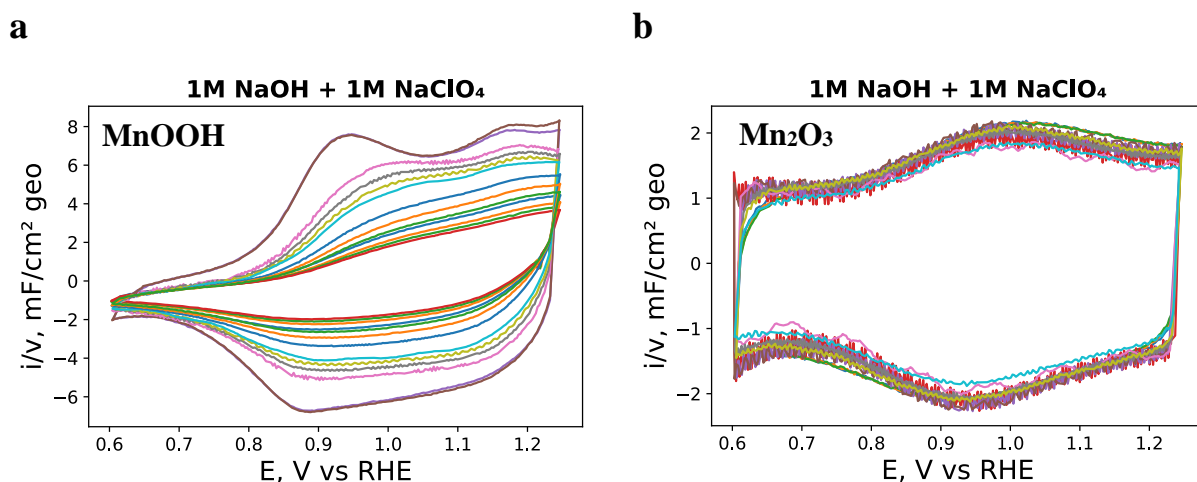 a
1M NaOH + 1M NaClO₄
MnOOH
i/v, mF/cm² geo
8
6
4
2
0
−2
−4
−6
0.6 0.7 0.8 0.9 1.0 1.1 1.2
E, V vs RHE
b
1M NaOH + 1M NaClO₄
Mn₂O₃
i/v, mF/cm² geo
2
1
0
−1
−2
0.6 0.7 0.8 0.9 1.0 1.1 1.2
E, V vs RHE